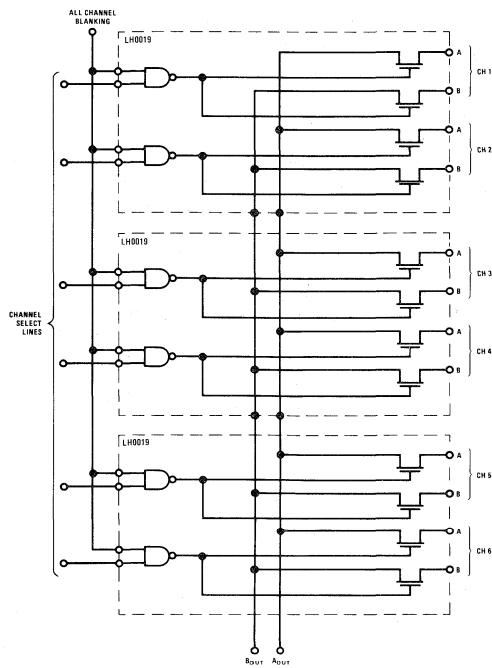 ALL CHANNEL
BLANKING
LH0019
A
CH 1
B
A
CH 2
B
LH0019
A
CH 3
B
CHANNEL
SELECT
LINES
A
CH 4
B
LH0019
A
CH 5
B
A
CH 6
B
BOUT AOUT